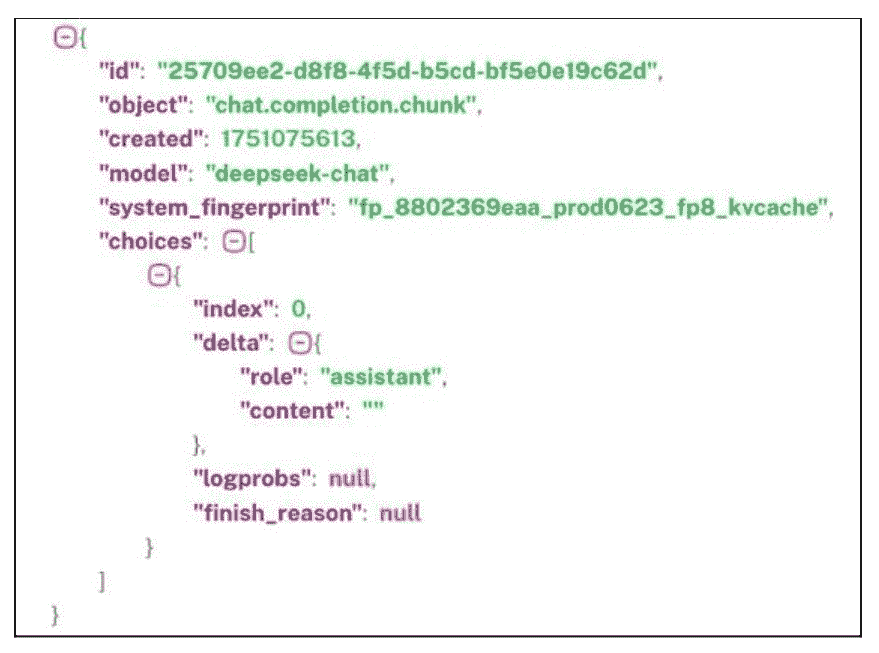 {
"id": "25709ee2-d8f8-4f5d-b5cd-bf5e0e19c62d",
"object": "chat.completion.chunk",
"created": 1751075613,
"model": "deepseek-chat",
"system_fingerprint": "fp_8802369eaa_prod0623_fp8_kvcache",
"choices": [
{
"index": 0,
"delta": {
"role": "assistant",
"content": ""
},
"logprobs": null,
"finish_reason": null
}
]
}